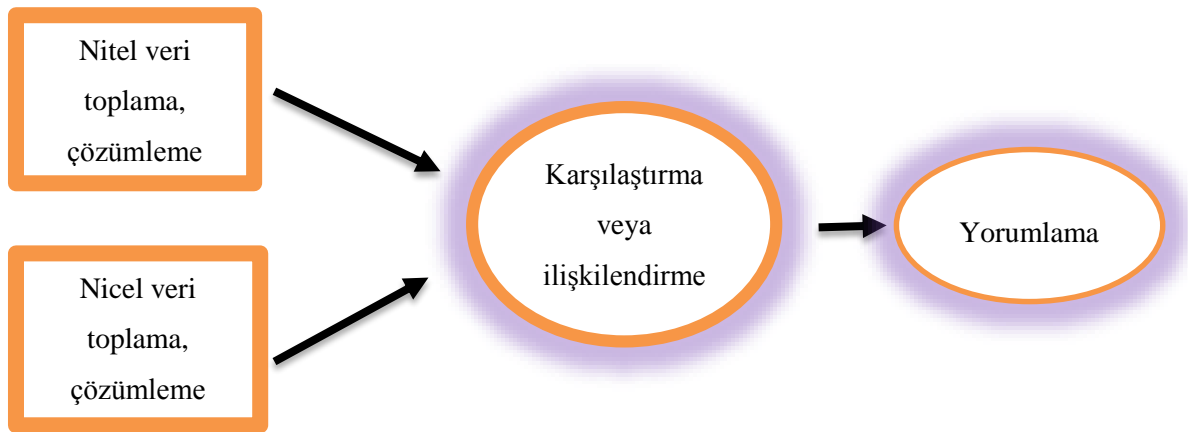 Nitel veri
toplama,
çözümleme
Nicel veri
toplama,
çözümleme
Karşılaştırma
veya
ilişkilendirme
Yorumlama